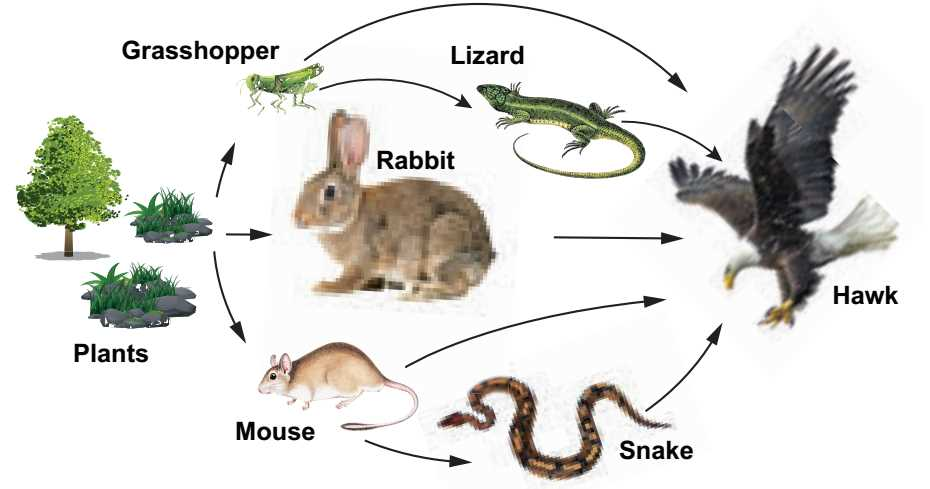 Grasshopper
Lizard
Rabbit
Hawk
Plants
Mouse
Snake